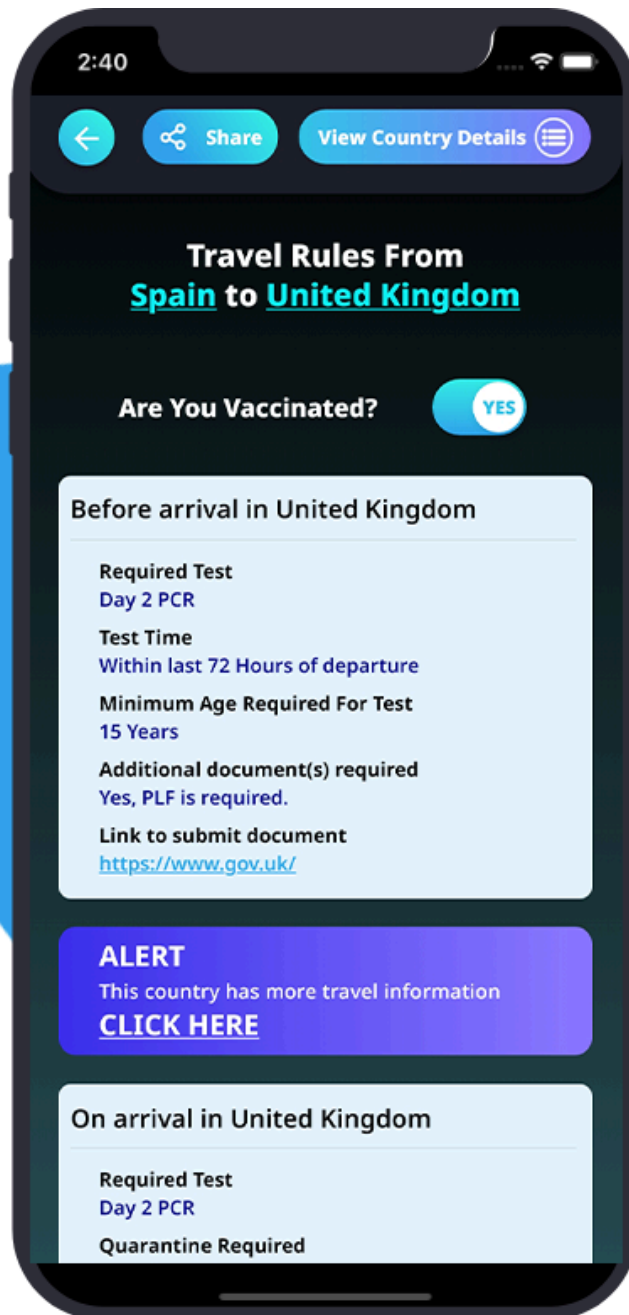 2:40
Share
View Country Details
Travel Rules From
Spain to United Kingdom
Are You Vaccinated?
YES
Before arrival in United Kingdom
Required Test
Day 2 PCR
Test Time
Within last 72 Hours of departure
Minimum Age Required For Test
15 Years
Additional document(s) required
Yes, PLF is required.
Link to submit document
https://www.gov.uk/
ALERT
This country has more travel information
CLICK HERE
On arrival in United Kingdom
Required Test
Day 2 PCR
Quarantine Required